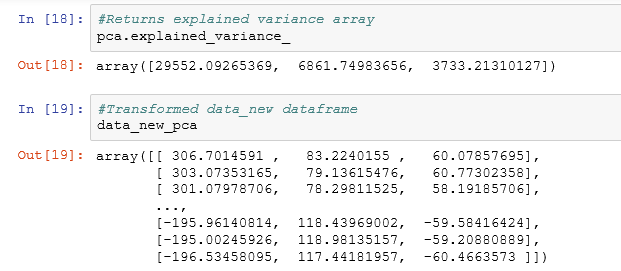 In [18]: #Returns explained variance array
pca.explained_variance_
Out[18]: array([29552.09265369,  6861.74983656,  3733.21310127])
In [19]: #Transformed data_new dataframe
data_new_pca
Out[19]: array([[ 306.7014591 ,   83.2240155 ,   60.07857695],
[ 303.07353165,   79.13615476,   60.77302358],
[ 301.07978706,   78.29811525,   58.19185706],
...,
[-195.96140814,  118.43969002,  -59.58416424],
[-195.00245926,  118.98135157,  -59.20880889],
[-196.53458095,  117.44181957,  -60.4663573 ]])